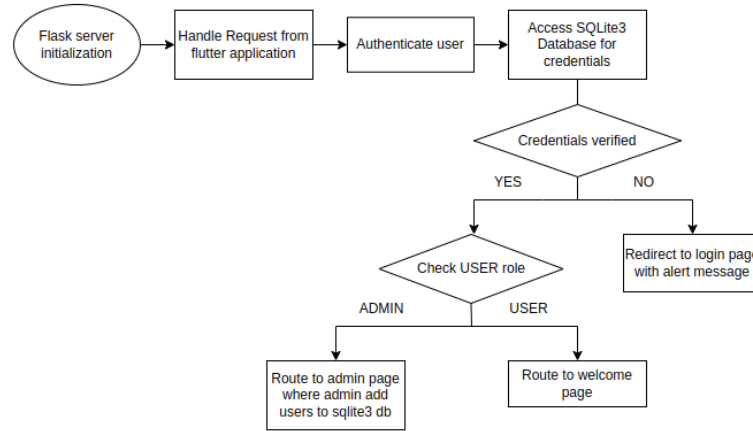 Flask server
initialization
Handle Request from
flutter application
Authenticate user
Access SQLite3
Database for
credentials
Credentials verified
YES
NO
Check USER role
Redirect to login page
with alert message
ADMIN
USER
Route to admin page
where admin add
users to sqlite3 db
Route to welcome
page